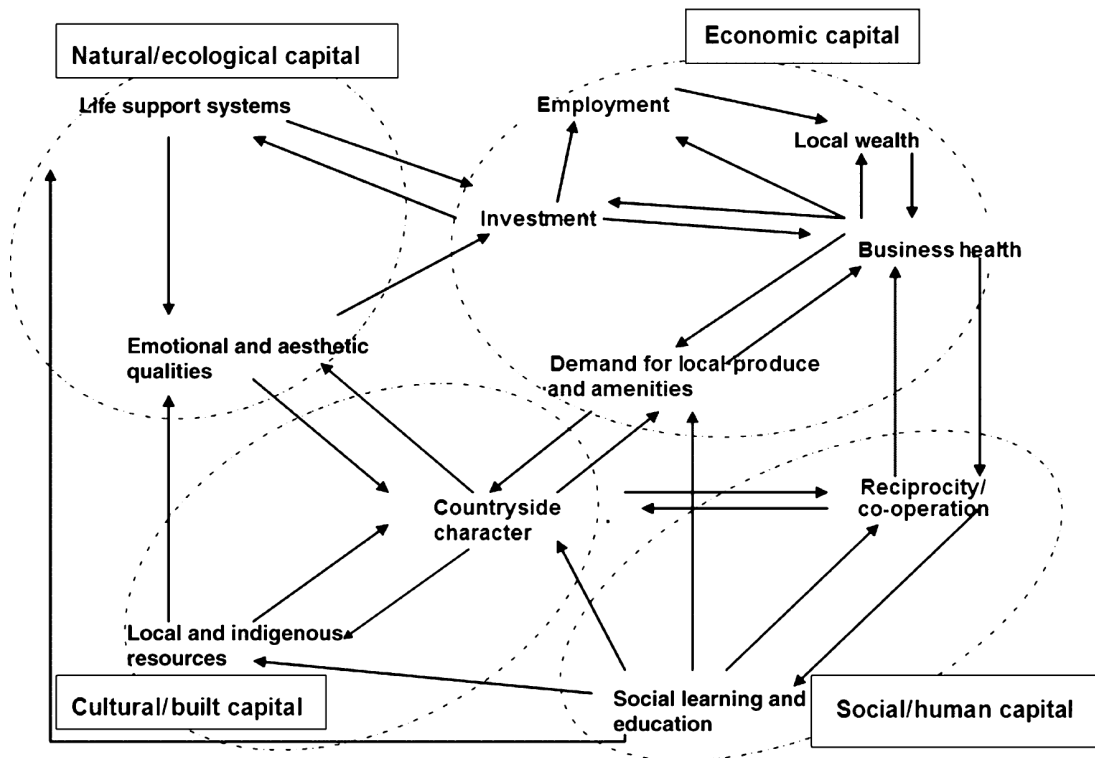 Natural/ecological capital
Economic capital
Life support systems
Employment
Local wealth
Investment
Business health
Emotional and aesthetic
qualities
Demand for local produce
and amenities
Countryside
character
Reciprocity/
co-operation
Local and indigenous
resources
Social learning and
education
Cultural/built capital
Social/human capital